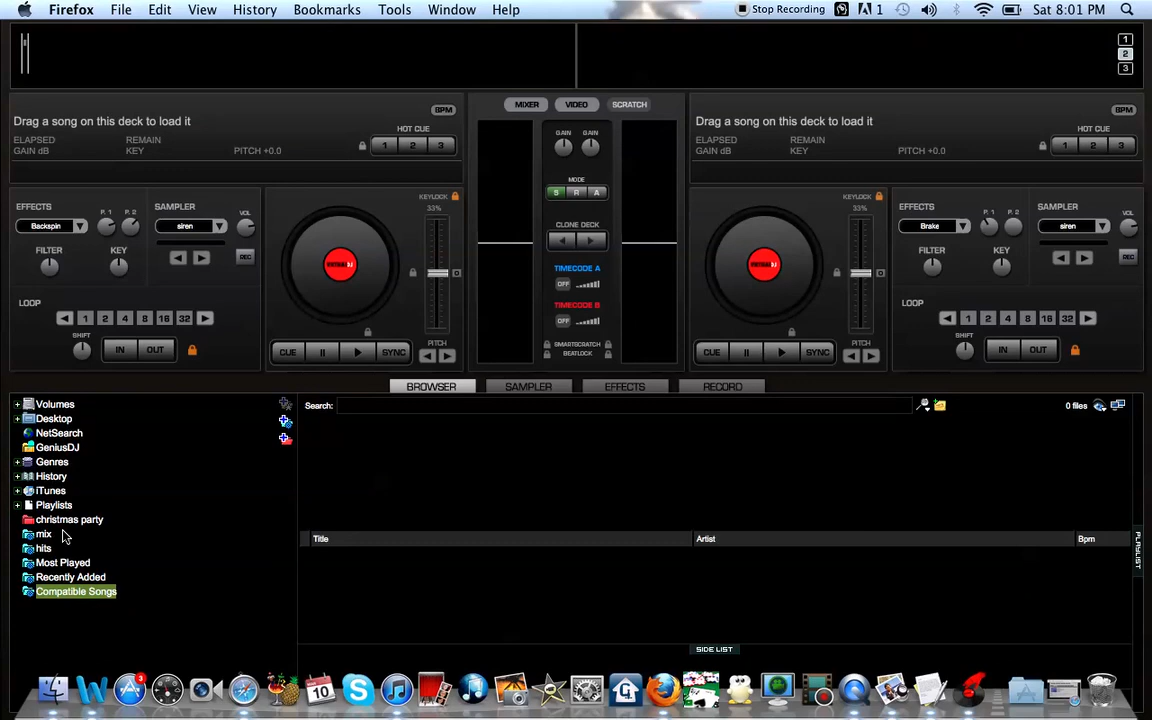 Firefox File Edit View History Bookmarks Tools Window Help Stop Recording 1 Sat 8:01 PM
1
2
3
MIXER VIDEO SCRATCH
BPM BPM
Drag a song on this deck to load it Drag a song on this deck to load it
ELAPSED REMAIN HOT CUE GAIN GAIN ELAPSED REMAIN HOT CUE
GAIN dB KEY PITCH +0.0 1 2 3 GAIN dB KEY PITCH +0.0 1 2 3
MODE
S R A
EFFECTS SAMPLER KEYLOCK EFFECTS SAMPLER KEYLOCK
P. 1 P. 2 VOL 33% P. 1 P. 2 VOL 33%
Backspin siren CLONE DECK Brake siren
FILTER KEY REC FILTER KEY REC
TIMECODE A
OFF
LOOP TIMECODE B LOOP
1 2 4 8 16 32 OFF 1 2 4 8 16 32
SHIFT IN OUT PITCH SMARTSCRATCH SHIFT IN OUT PITCH
CUE SYNC BEATLOCK CUE SYNC
BROWSER SAMPLER EFFECTS RECORD
Search: 0 files
Volumes
Desktop
NetSearch
GeniusDJ
Genres
History
iTunes
Playlists
christmas party
mix
hits
Most Played
Recently Added
Compatible Songs
Title Artist Bpm
PLAYLIST
SIDE LIST
3
10